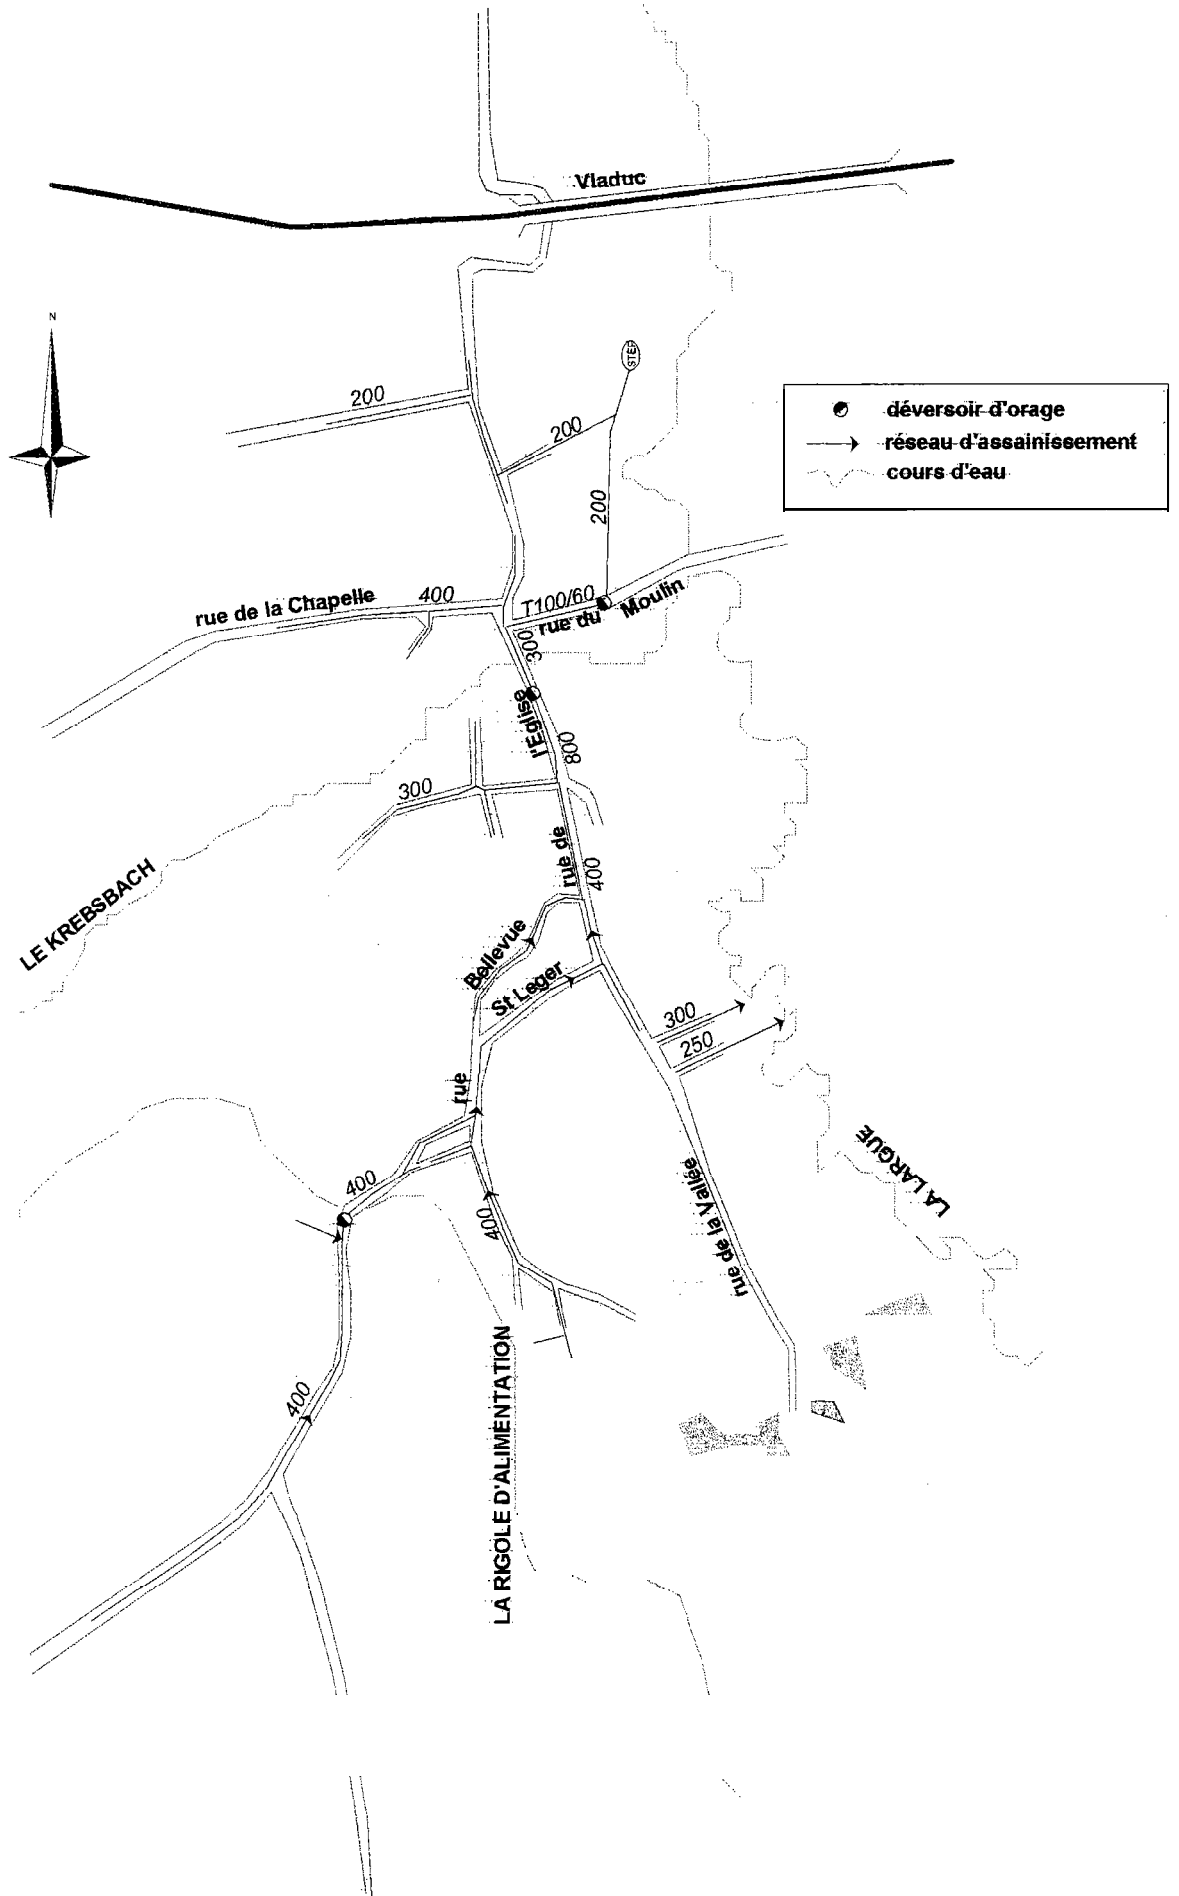 Viaduc
N
STEP
200
déversoir d'orage
réseau d'assainissement
cours d'eau
200
200
rue de la Chapelle
400
T100/60
rue du Moulin
300
l'Eglise
800
300
rue de
400
LE KREBSBACH
Bellevue
St Leger
300
250
rue
LA LARGUE
400
rue de la Vallée
400
LA RIGOLE D'ALIMENTATION
400